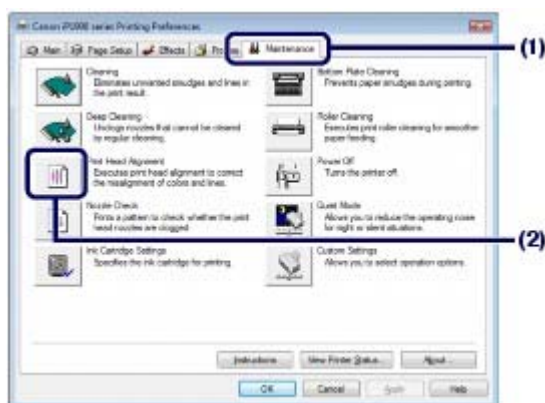 Canon iP1900 series Printing Preferences
Main
Page Setup
Effects
Maintenance
(1)
Cleaning
Eliminates unwanted smudges and lines in
the print result.
Bottom Plate Cleaning
Prevents paper smudges during printing.
Deep Cleaning
Unclogs nozzles that cannot be cleared
by regular cleaning.
Roller Cleaning
Executes print roller cleaning for smoother
paper feeding.
Print Head Alignment
Executes print head alignment to correct
the misalignment of colors and lines.
Power Off
Turns the printer off.
Nozzle Check
Prints a pattern to check whether the print
head nozzles are clogged.
Quiet Mode
Allows you to reduce the operating noise
for night or silent situations.
(2)
Ink Cartridge Settings
Specifies the ink cartridge for printing.
Custom Settings
Allows you to select operation options.
Instructions
View Printer Status...
About...
OK
Cancel
Apply
Help